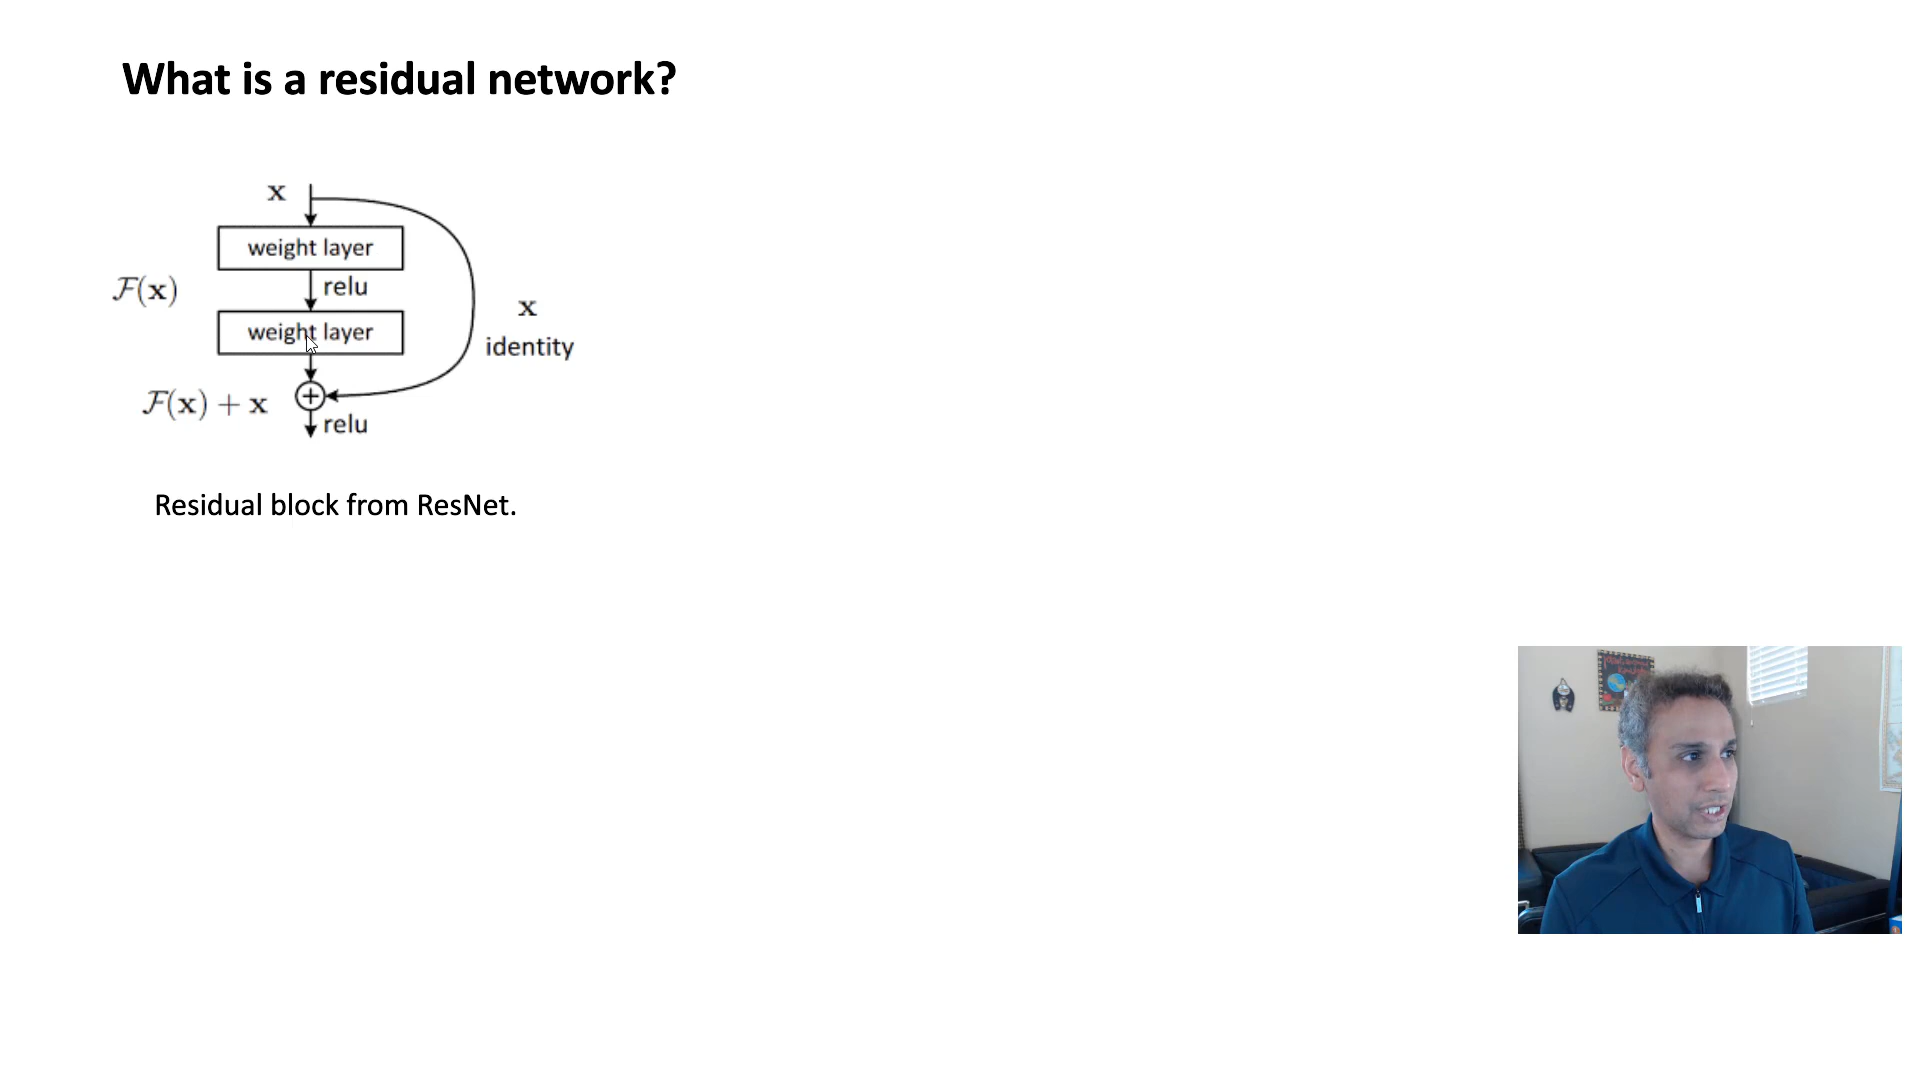 What is a residual network?
x
weight layer
relu
F(x)
x
weight layer
identity
F(x) + x
relu
Residual block from ResNet.